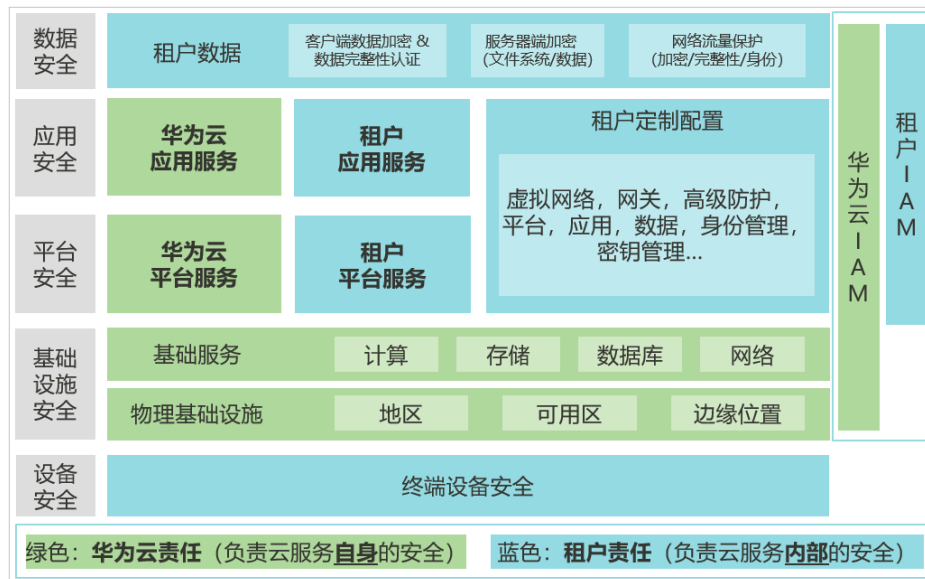 数据
安全
租户数据
客户端数据加密 &
数据完整性认证
服务器端加密
(文件系统/数据)
网络流量保护
(加密/完整性/身份)
应用
安全
华为云
应用服务
租户
应用服务
租户定制配置
虚拟网络，网关，高级防护，
平台，应用，数据，身份管理，
密钥管理...
平台
安全
华为云
平台服务
租户
平台服务
基础
设施
安全
基础服务
计算
存储
数据库
网络
物理基础设施
地区
可用区
边缘位置
设备
安全
终端设备安全
华
为
云
I
A
M
租
户
I
A
M
绿色：华为云责任（负责云服务自身的安全）
蓝色：租户责任（负责云服务内部的安全）